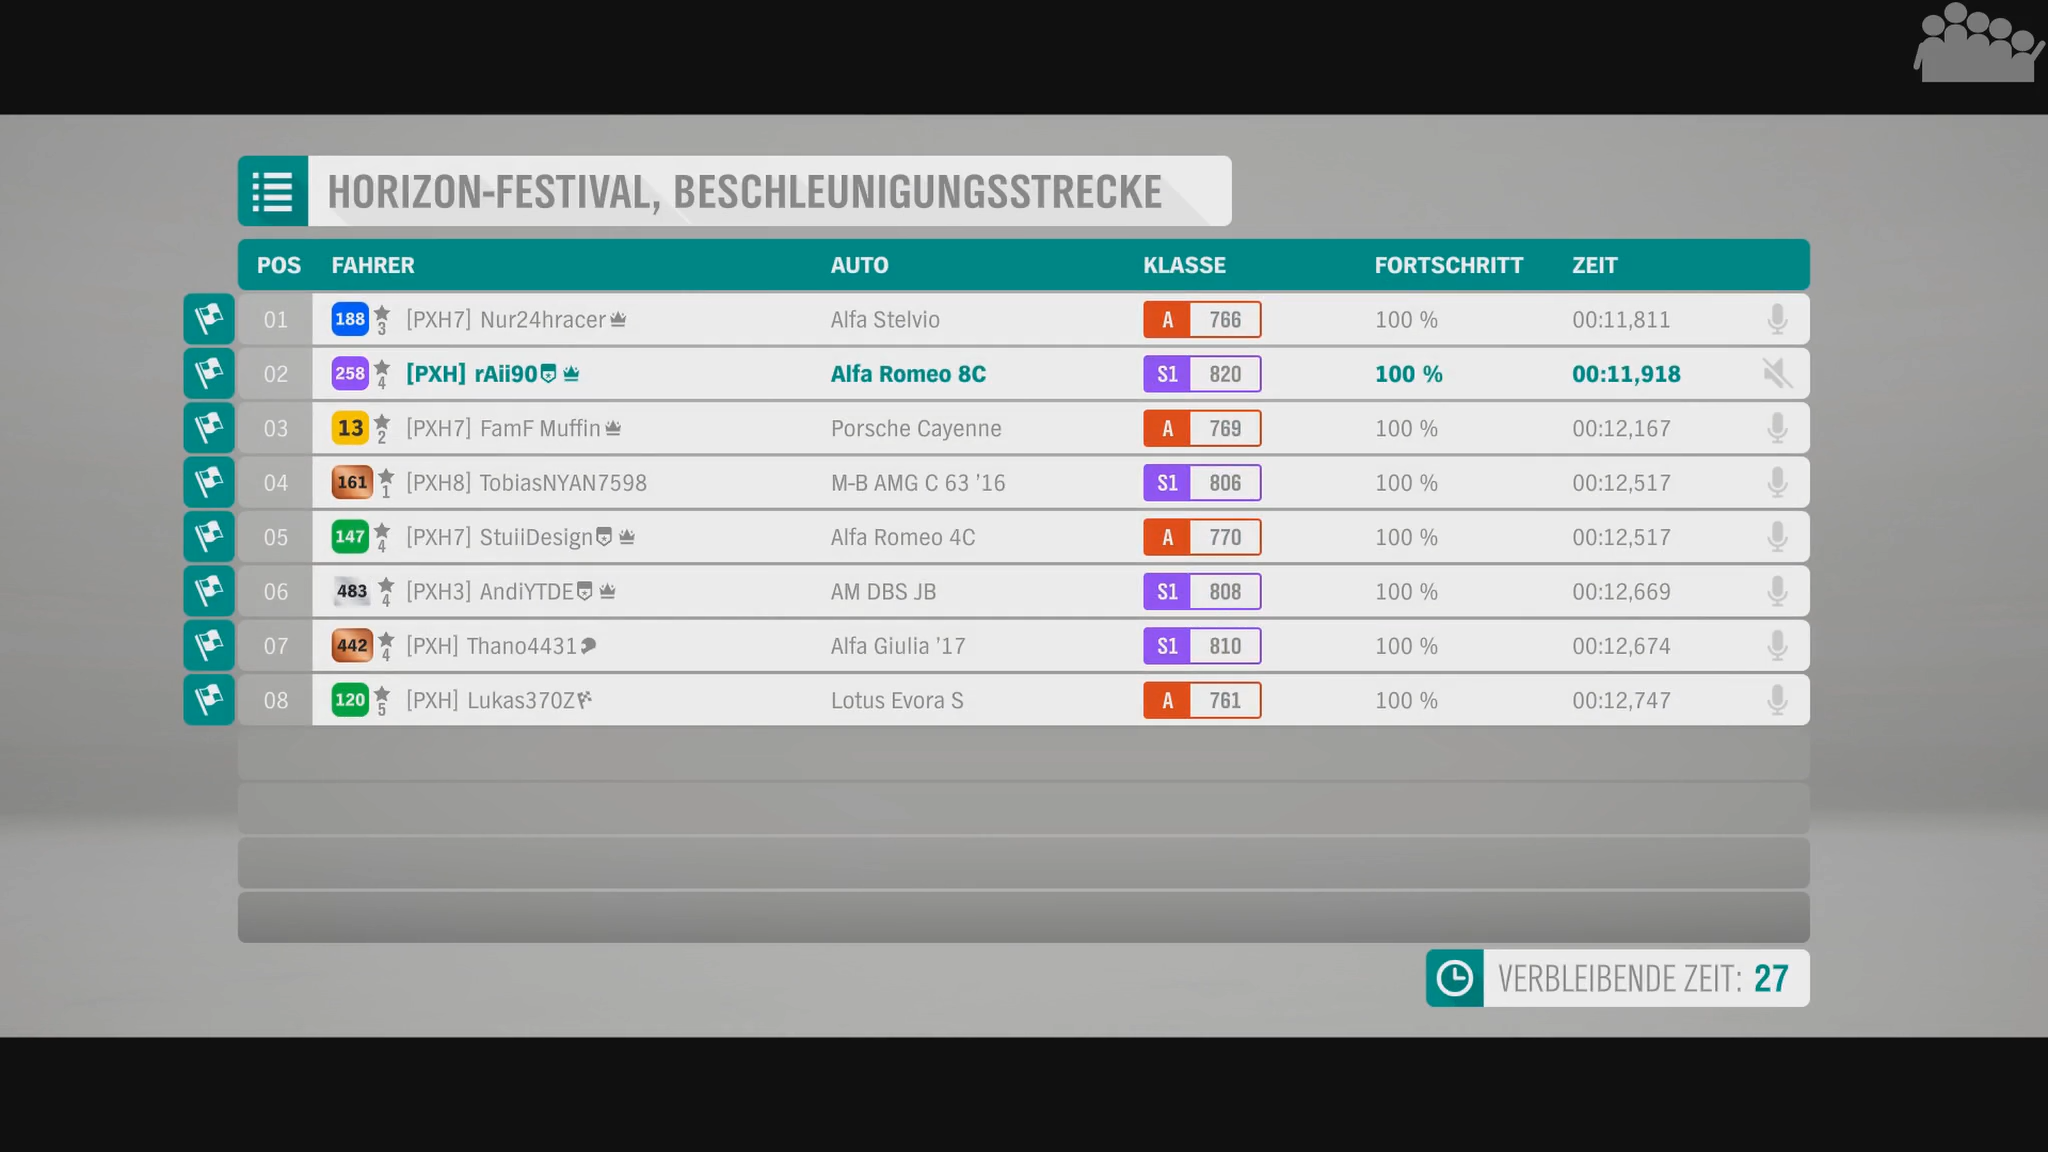 HORIZON-FESTIVAL, BESCHLEUNIGUNGSSTRECKE
POS FAHRER AUTO KLASSE FORTSCHRITT ZEIT
01 188 3 [PXH7] Nur24hracer Alfa Stelvio A 766 100 % 00:11,811
02 258 4 [PXH] rAii90 Alfa Romeo 8C S1 820 100 % 00:11,918
03 13 2 [PXH7] FamF Muffin Porsche Cayenne A 769 100 % 00:12,167
04 161 1 [PXH8] TobiasNYAN7598 M-B AMG C 63 '16 S1 806 100 % 00:12,517
05 147 4 [PXH7] StuiiDesign Alfa Romeo 4C A 770 100 % 00:12,517
06 483 4 [PXH3] AndiYTDE AM DBS JB S1 808 100 % 00:12,669
07 442 4 [PXH] Thano4431 Alfa Giulia '17 S1 810 100 % 00:12,674
08 120 5 [PXH] Lukas370Z Lotus Evora S A 761 100 % 00:12,747
VERBLEIBENDE ZEIT: 27